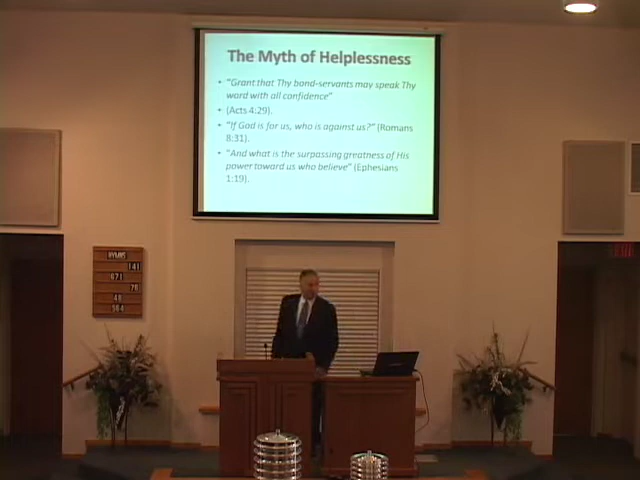 The Myth of Helplessness
• "Grant that Thy bond-servants may speak Thy
word with all confidence"
• (Acts 4:29).
• "If God is for us, who is against us?" (Romans
8:31).
• "And what is the surpassing greatness of His
power toward us who believe" (Ephesians
1:19).
HYMNS
141
671
78
48
564
EXIT